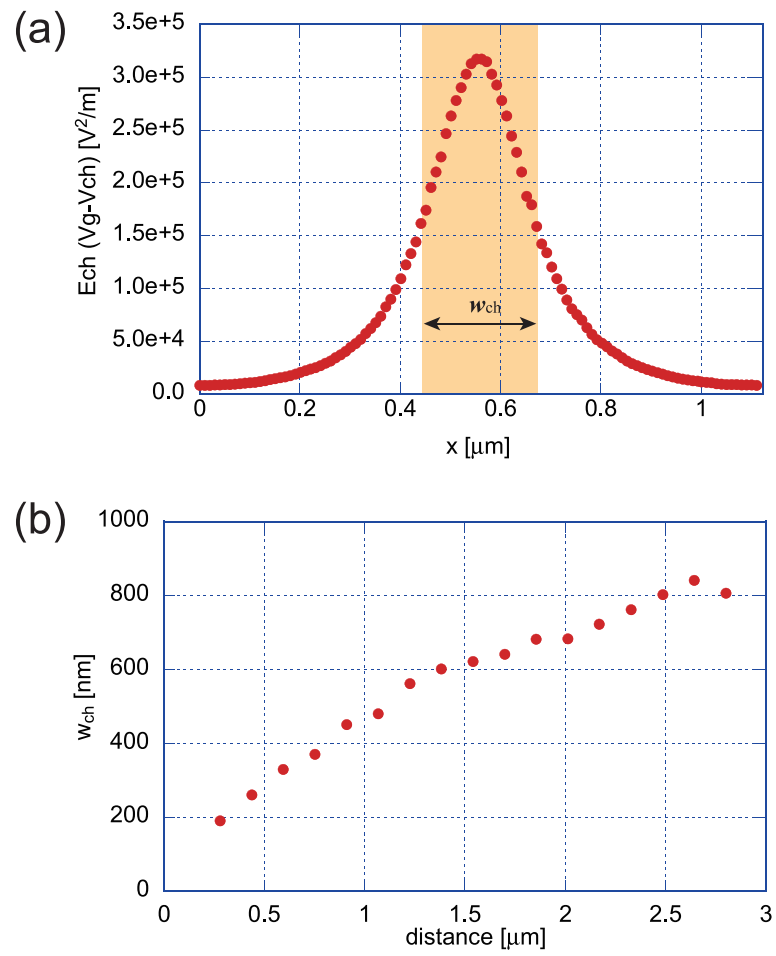 (a)
3.5e+5
3.0e+5
2.5e+5
2.0e+5
1.5e+5
1.0e+5
5.0e+4
0.0
Ech (Vg-Vch) [V²/m]
wch
0 0.2 0.4 0.6 0.8 1
x [μm]
(b)
1000
800
600
400
200
0
wch [nm]
0 0.5 1 1.5 2 2.5 3
distance [μm]